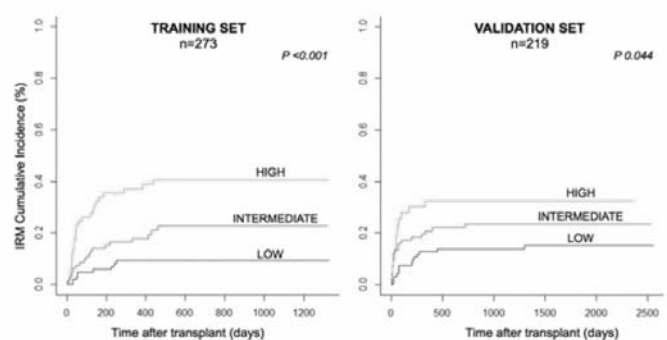 TRAINING SET
n=273
P <0.001
IRM Cumulative Incidence (%)
1.0
0.8
0.6
0.4
0.2
0.0
HIGH
INTERMEDIATE
LOW
0 200 400 600 800 1000 1200
Time after transplant (days)
VALIDATION SET
n=219
P 0.044
1.0
0.8
0.6
0.4
0.2
0.0
HIGH
INTERMEDIATE
LOW
0 500 1000 1500 2000 2500
Time after transplant (days)